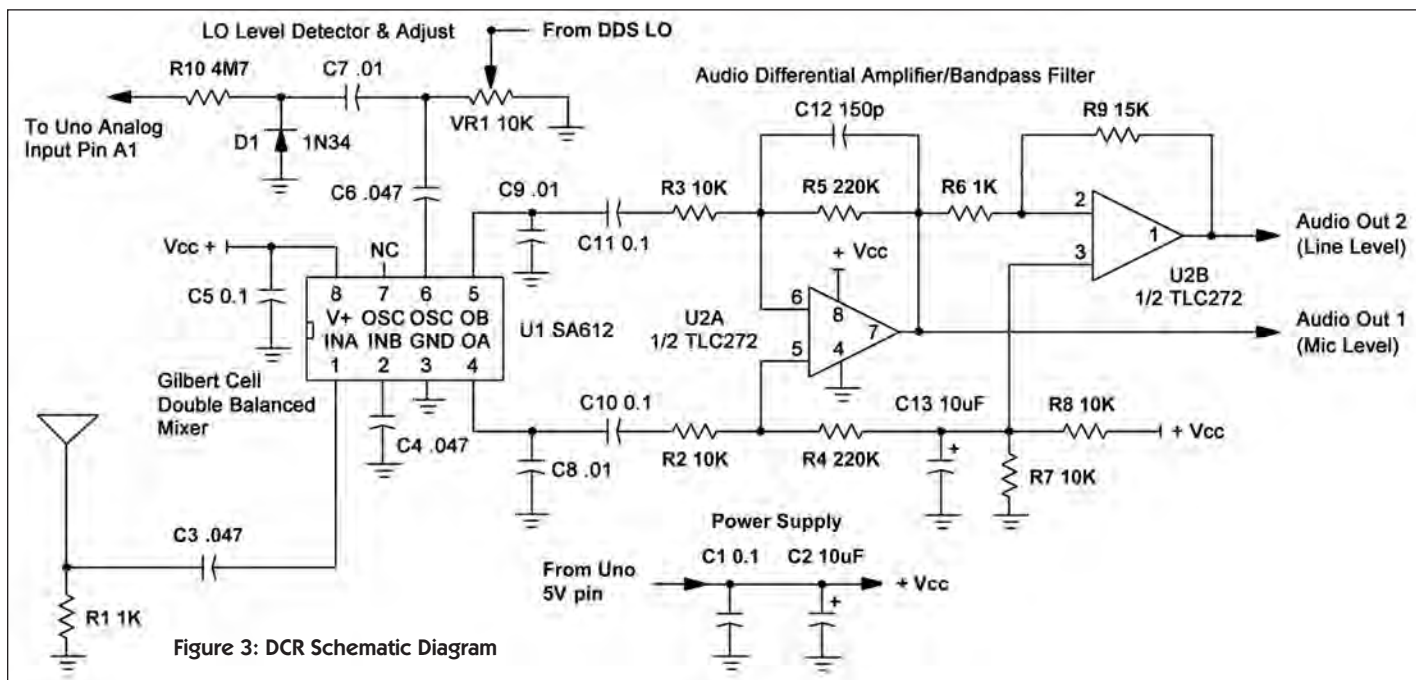 LO Level Detector & Adjust
From DDS LO
R10 4M7
C7 .01
VR1 10K
To Uno Analog
Input Pin A1
D1
1N34
C6 .047
Audio Differential Amplifier/Bandpass Filter
C12 150p
R9 15K
C9 .01
R3 10K
R5 220K
R6 1K
C11 0.1
Vcc +
NC
C5 0.1
8 7 6 5
V+ OSC OSC OB
INA INB GND OA
1 2 3 4
U1 SA612
+ Vcc
6
8
7
5
4
U2A
1/2 TLC272
2
3
1
U2B
1/2 TLC272
Audio Out 2
(Line Level)
Audio Out 1
(Mic Level)
Gilbert Cell
Double Balanced
Mixer
C4 .047
C10 0.1
C8 .01
R2 10K
R4 220K
C13 10uF
+
R8 10K
+ Vcc
R7 10K
C3 .047
R1 1K
Power Supply
C1 0.1
C2 10uF
+
From Uno
5V pin
+ Vcc
Figure 3: DCR Schematic Diagram